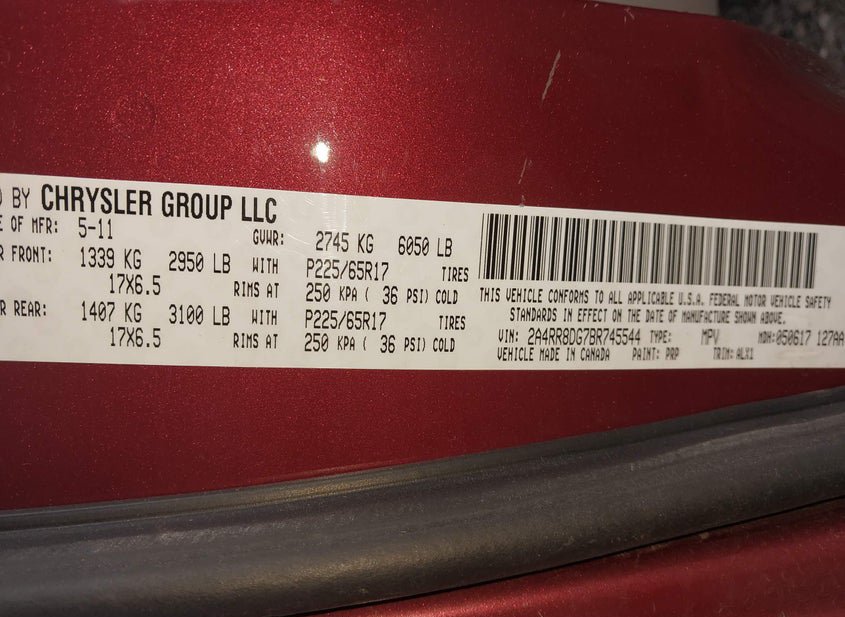 ) BY CHRYSLER GROUP LLC
E OF MFR: 5-11 GVWR: 2745 KG 6050 LB
R FRONT: 1339 KG 2950 LB WITH P225/65R17 TIRES
17X6.5 RIMS AT 250 KPA ( 36 PSI) COLD
R REAR: 1407 KG 3100 LB WITH P225/65R17 TIRES
17X6.5 RIMS AT 250 KPA ( 36 PSI) COLD
THIS VEHICLE CONFORMS TO ALL APPLICABLE U.S.A. FEDERAL MOTOR VEHICLE SAFETY
STANDARDS IN EFFECT ON THE DATE OF MANUFACTURE SHOWN ABOVE.
VIN: 2A4RR8DG7BR745544 TYPE: MPV MDH:050617 127AA
VEHICLE MADE IN CANADA PAINT: PRP TRIM: ALX1